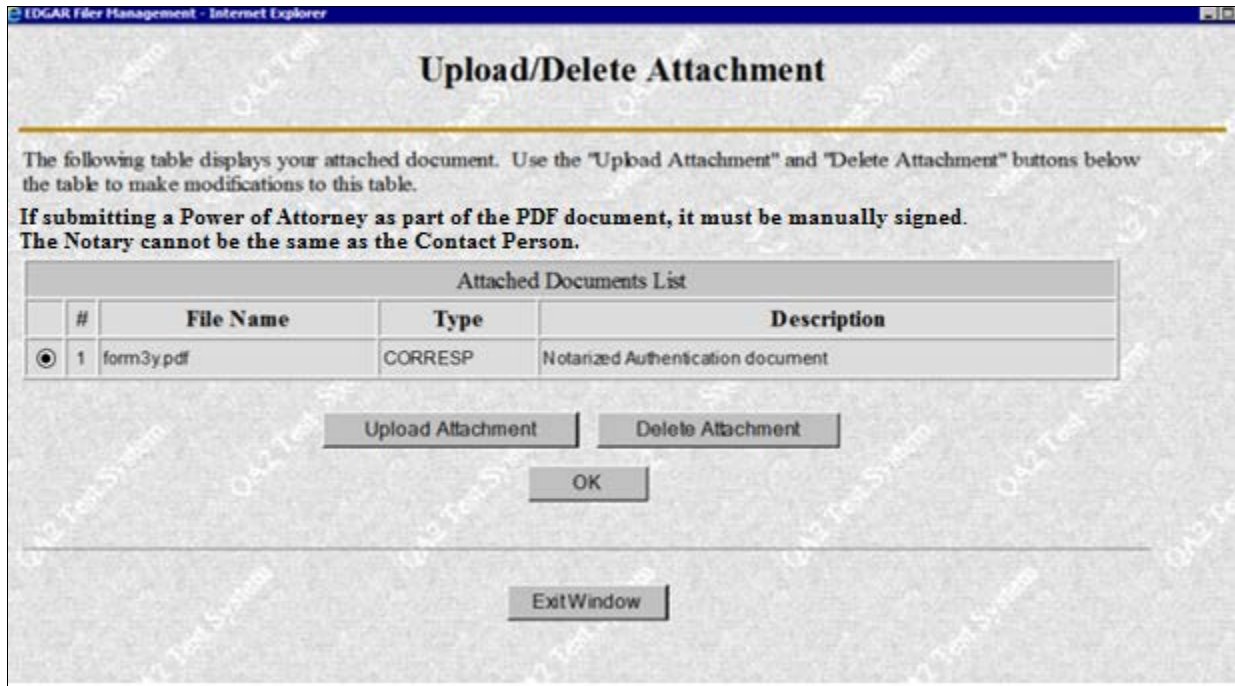 EDGAR Filer Management - Internet Explorer
Upload/Delete Attachment
The following table displays your attached document. Use the "Upload Attachment" and "Delete Attachment" buttons below
the table to make modifications to this table.
If submitting a Power of Attorney as part of the PDF document, it must be manually signed.
The Notary cannot be the same as the Contact Person.
Attached Documents List
# File Name Type Description
1 form3y.pdf CORRESP Notarized Authentication document
Upload Attachment Delete Attachment
OK
Exit Window
QA2 Test System